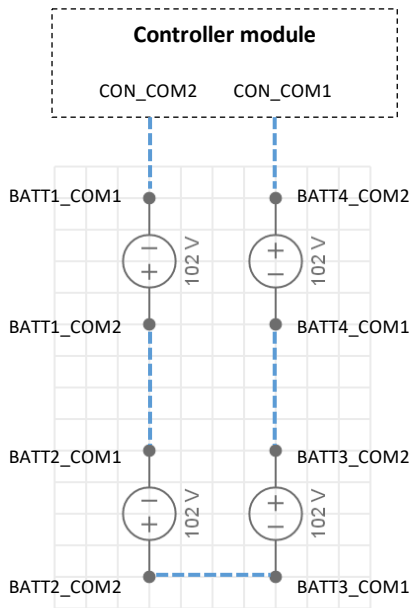 Controller module
CON_COM2 CON_COM1
BATT1_COM1 BATT4_COM2
− + 102 V + − 102 V
BATT1_COM2 BATT4_COM1
BATT2_COM1 BATT3_COM2
− + 102 V + − 102 V
BATT2_COM2 BATT3_COM1